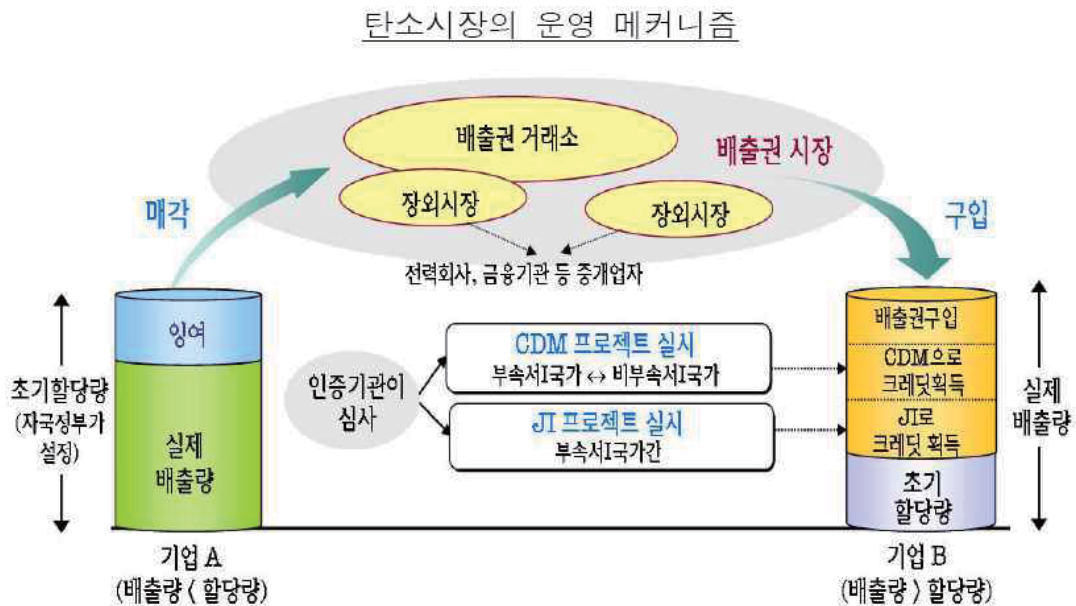 탄소시장의 운영 메커니즘
배출권 거래소
배출권 시장
장외시장
장외시장
매각
구입
전력회사, 금융기관 등 중개업자
잉여
초기할당량
(자국정부가
설정)
실제
배출량
기업 A
(배출량 < 할당량)
인증기관이
심사
CDM 프로젝트 실시
부속서I국가 ↔ 비부속서I국가
JI 프로젝트 실시
부속서I국가간
배출권구입
CDM으로
크레딧획득
JI로
크레딧 획득
초기
할당량
실제
배출량
기업 B
(배출량 > 할당량)